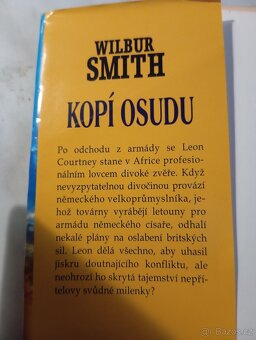 WILBUR
SMITH
KOPÍ OSUDU
Po odchodu z armády se Leon
Courtney stane v Africe profesio-
nálním lovcem divoké zvěře. Když
nevyzpytatelnou divočinou provází
německého velkoprůmyslníka, je-
hož továrny vyrábějí letouny pro
armádu německého císaře, odhalí
nekalé plány na oslabení britských
sil. Leon dělá všechno, aby uhasil
jiskru doutnajícího konfliktu, ale
neohrozí ho skrytá tajemství nepří-
telovy svůdné milenky?